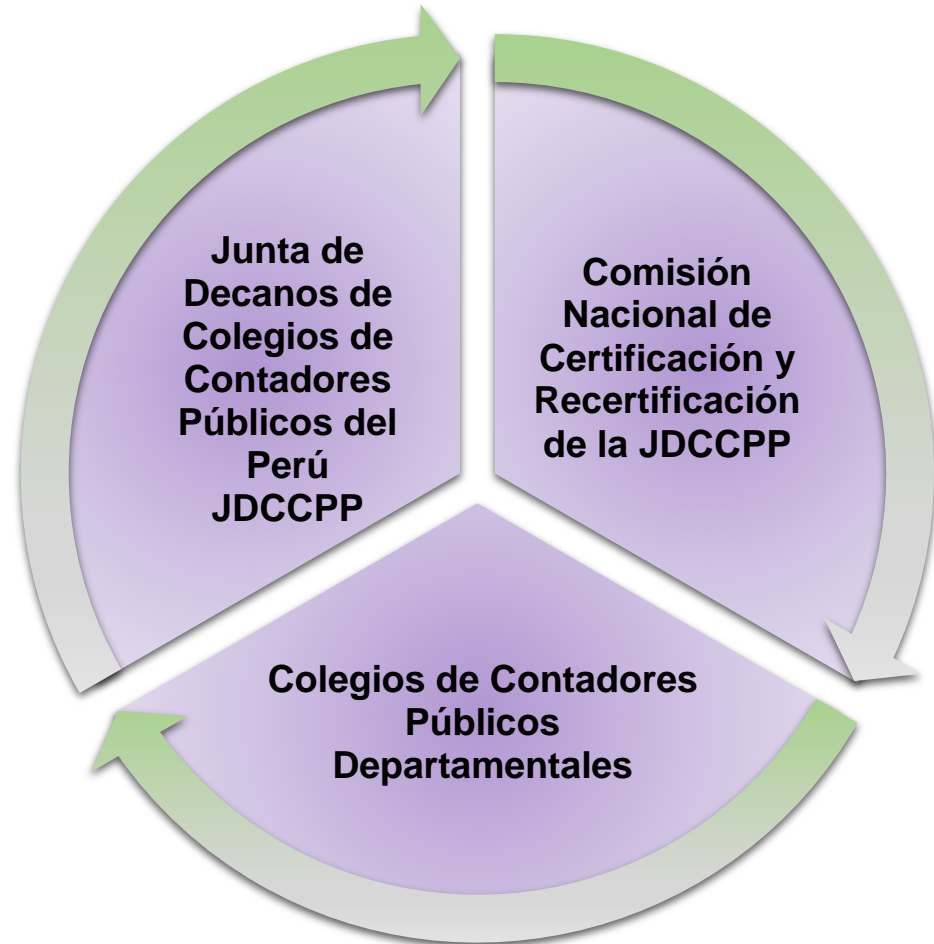 Junta de
Decanos de
Colegios de
Contadores
Públicos del
Perú
JDCCPP
Comisión
Nacional de
Certificación y
Recertificación
de la JDCCPP
Colegios de Contadores
Públicos
Departamentales